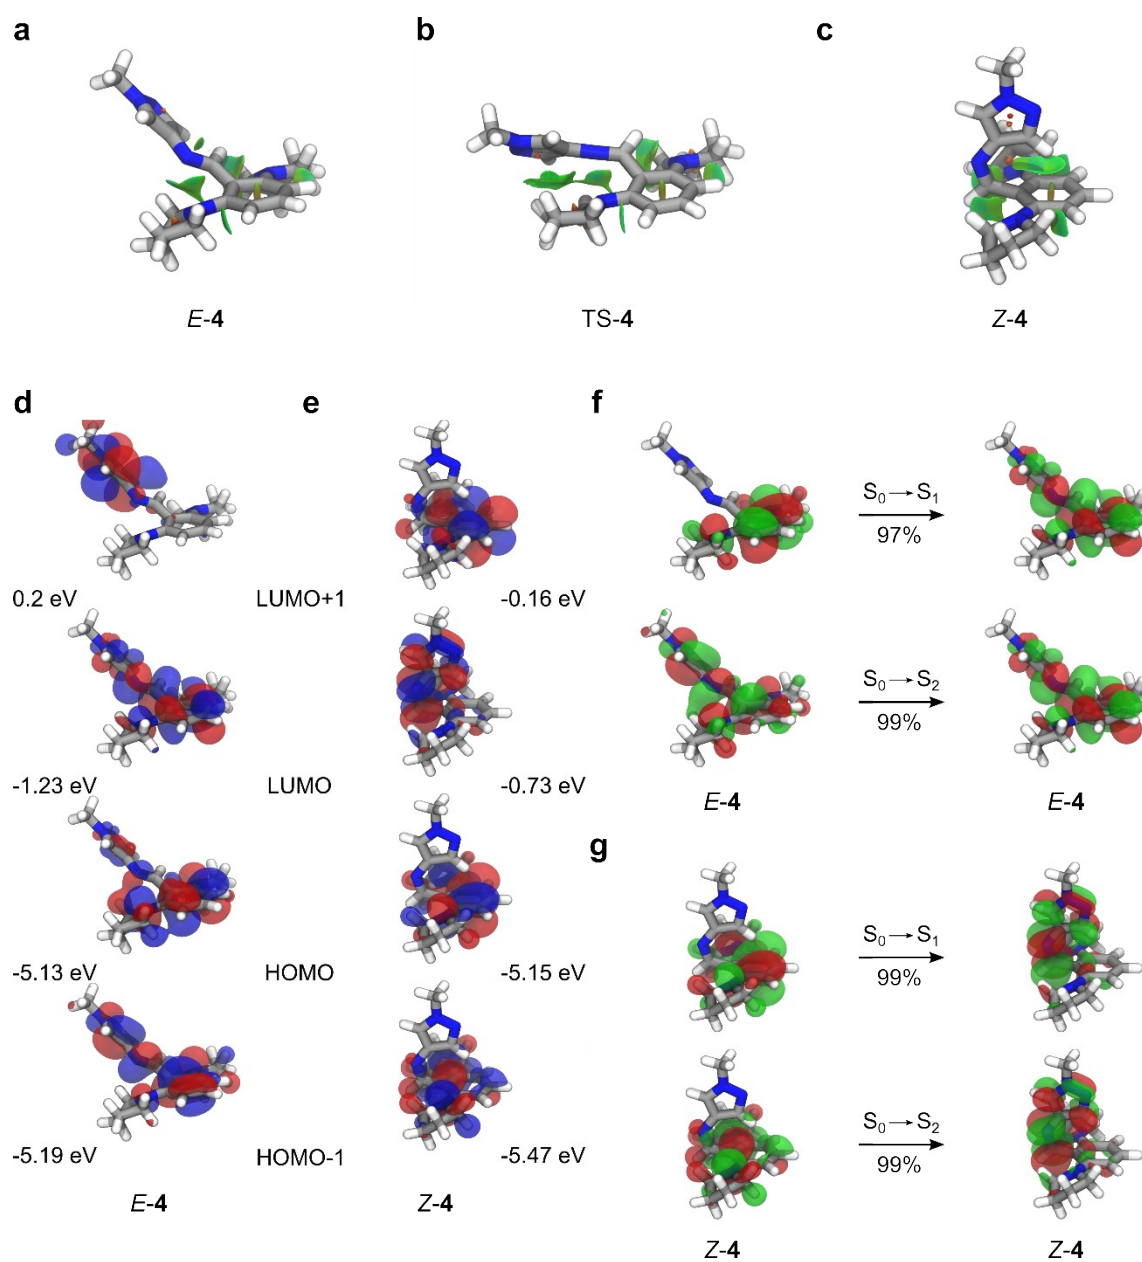 a
b
c
E-4
TS-4
Z-4
d
e
f
0.2 eV
LUMO+1
-0.16 eV
S₀→S₁
97%
-1.23 eV
LUMO
-0.73 eV
S₀→S₂
99%
E-4
E-4
-5.13 eV
HOMO
-5.15 eV
g
S₀→S₁
99%
-5.19 eV
HOMO-1
-5.47 eV
S₀→S₂
99%
E-4
Z-4
Z-4
Z-4